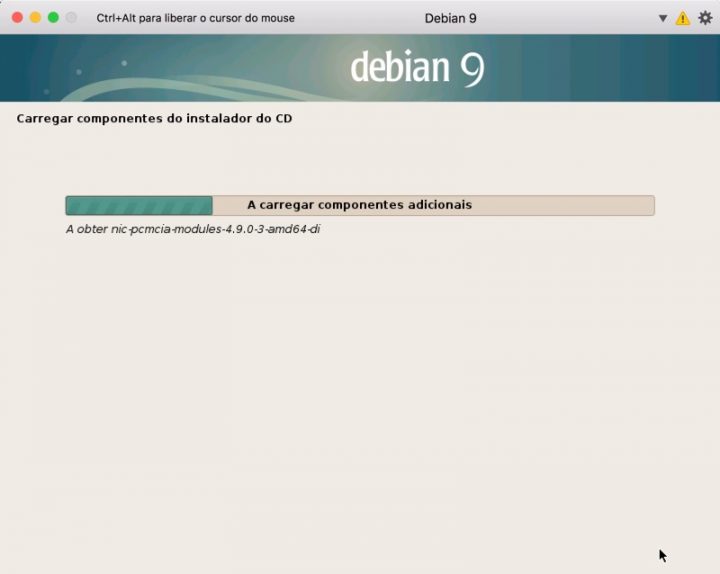 Ctrl+Alt para liberar o cursor do mouse
Debian 9
debian 9
Carregar componentes do instalador do CD
A carregar componentes adicionais
A obter nic-pcmcia-modules-4.9.0-3-amd64-di